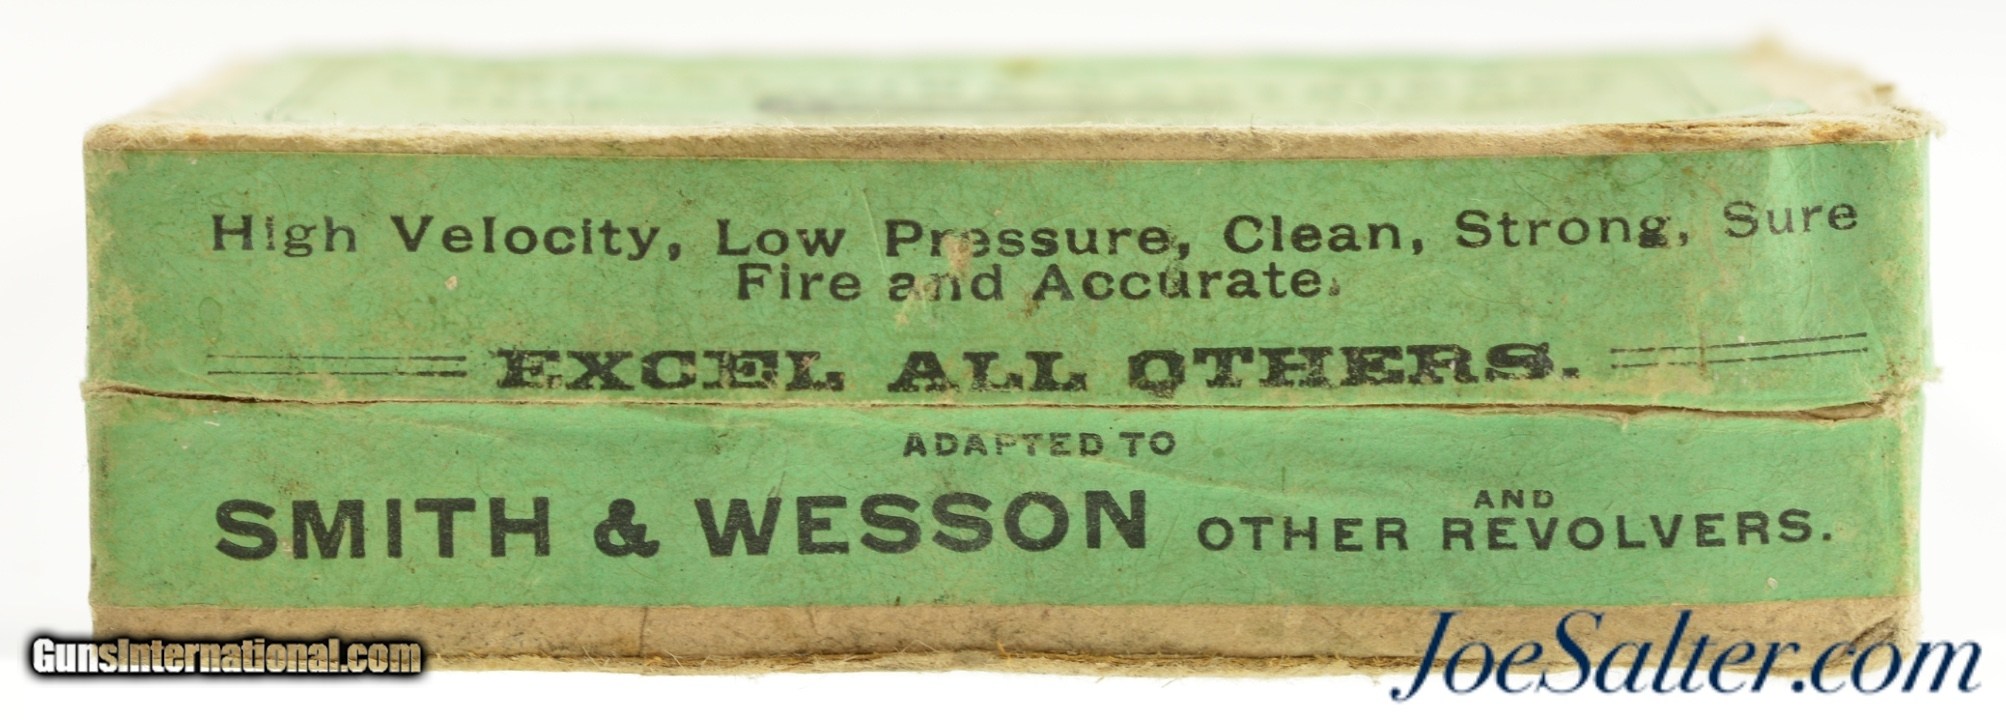 High Velocity, Low Pressure, Clean, Strong, Sure
Fire and Accurate.
EXCEL ALL OTHERS.
ADAPTED TO
SMITH & WESSON AND OTHER REVOLVERS.
GunsInternational.com
JoeSalter.com